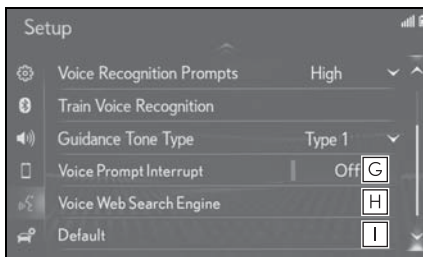 Setup
Voice Recognition Prompts High
Train Voice Recognition
Guidance Tone Type Type 1
Voice Prompt Interrupt Off G
Voice Web Search Engine H
Default I